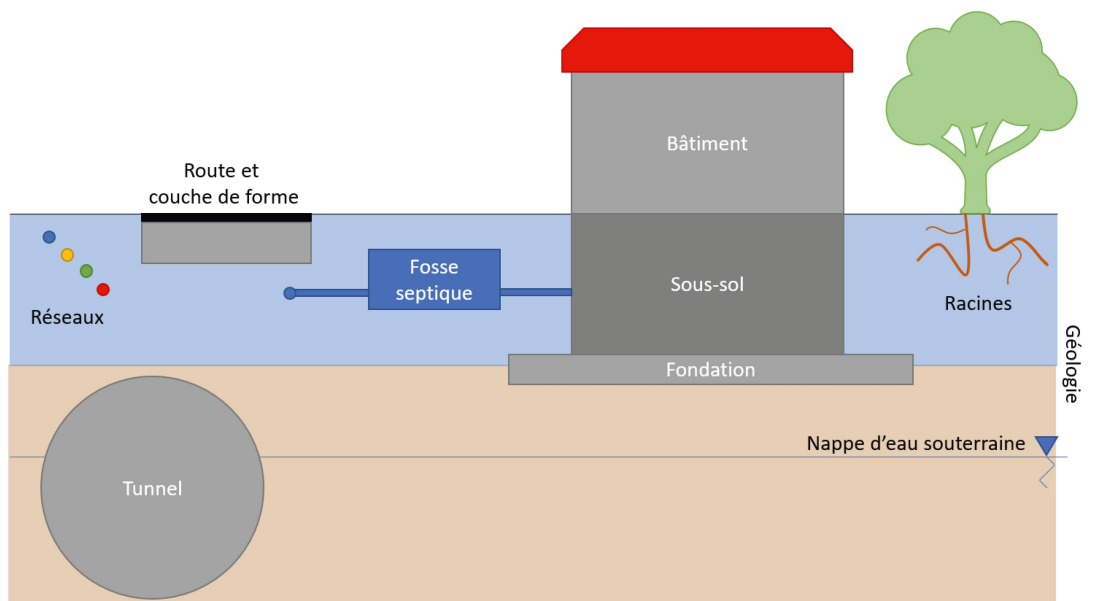 Bâtiment
Route et
couche de forme
Fosse
septique
Sous-sol
Réseaux
Racines
Géologie
Fondation
Nappe d'eau souterraine
Tunnel